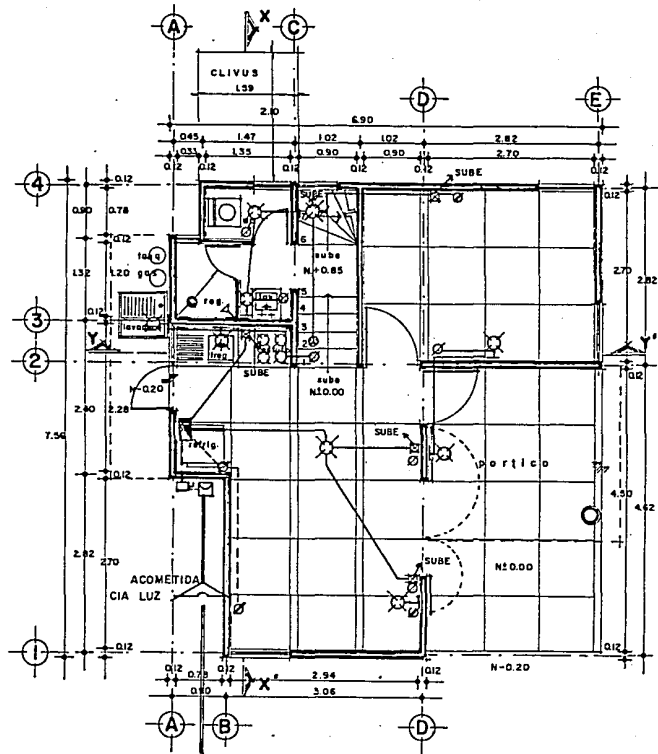 X
A
C
CLIVUS
1.59
2.10
D
E
6.90
0.45
1.47
1.02
1.02
2.82
0.33
1.35
0.90
0.90
2.70
0.12
0.12
0.12
0.12
0.12
0.12
SUBE
4
SUBE
0.12
0.90
0.78
0.12
6
sube
N+0.85
tanq
gas
1.32
1.20
2.70
2.82
5
reg.
lav
4
0.12
lavadero
3
3
Y
Y'
2
2
freg
SUBE
0.12
sube
N±0.00
N-0.20
2.40
2.28
7.56
SUBE
refrig.
portico
0.12
4.50
4.62
2.82
2.70
ACOMETIDA
CIA LUZ
SUBE
N±0.00
0.12
0.12
1
N-0.20
0.12
0.78
0.12
2.94
0.12
0.90
X'
3.06
A
B
D